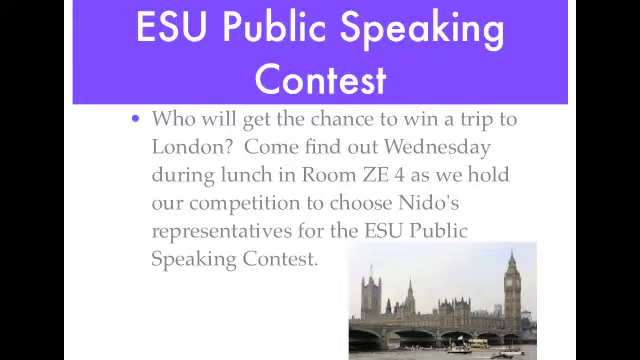 ESU Public Speaking
Contest
• Who will get the chance to win a trip to
London? Come find out Wednesday
during lunch in Room ZE 4 as we hold
our competition to choose Nido's
representatives for the ESU Public
Speaking Contest.